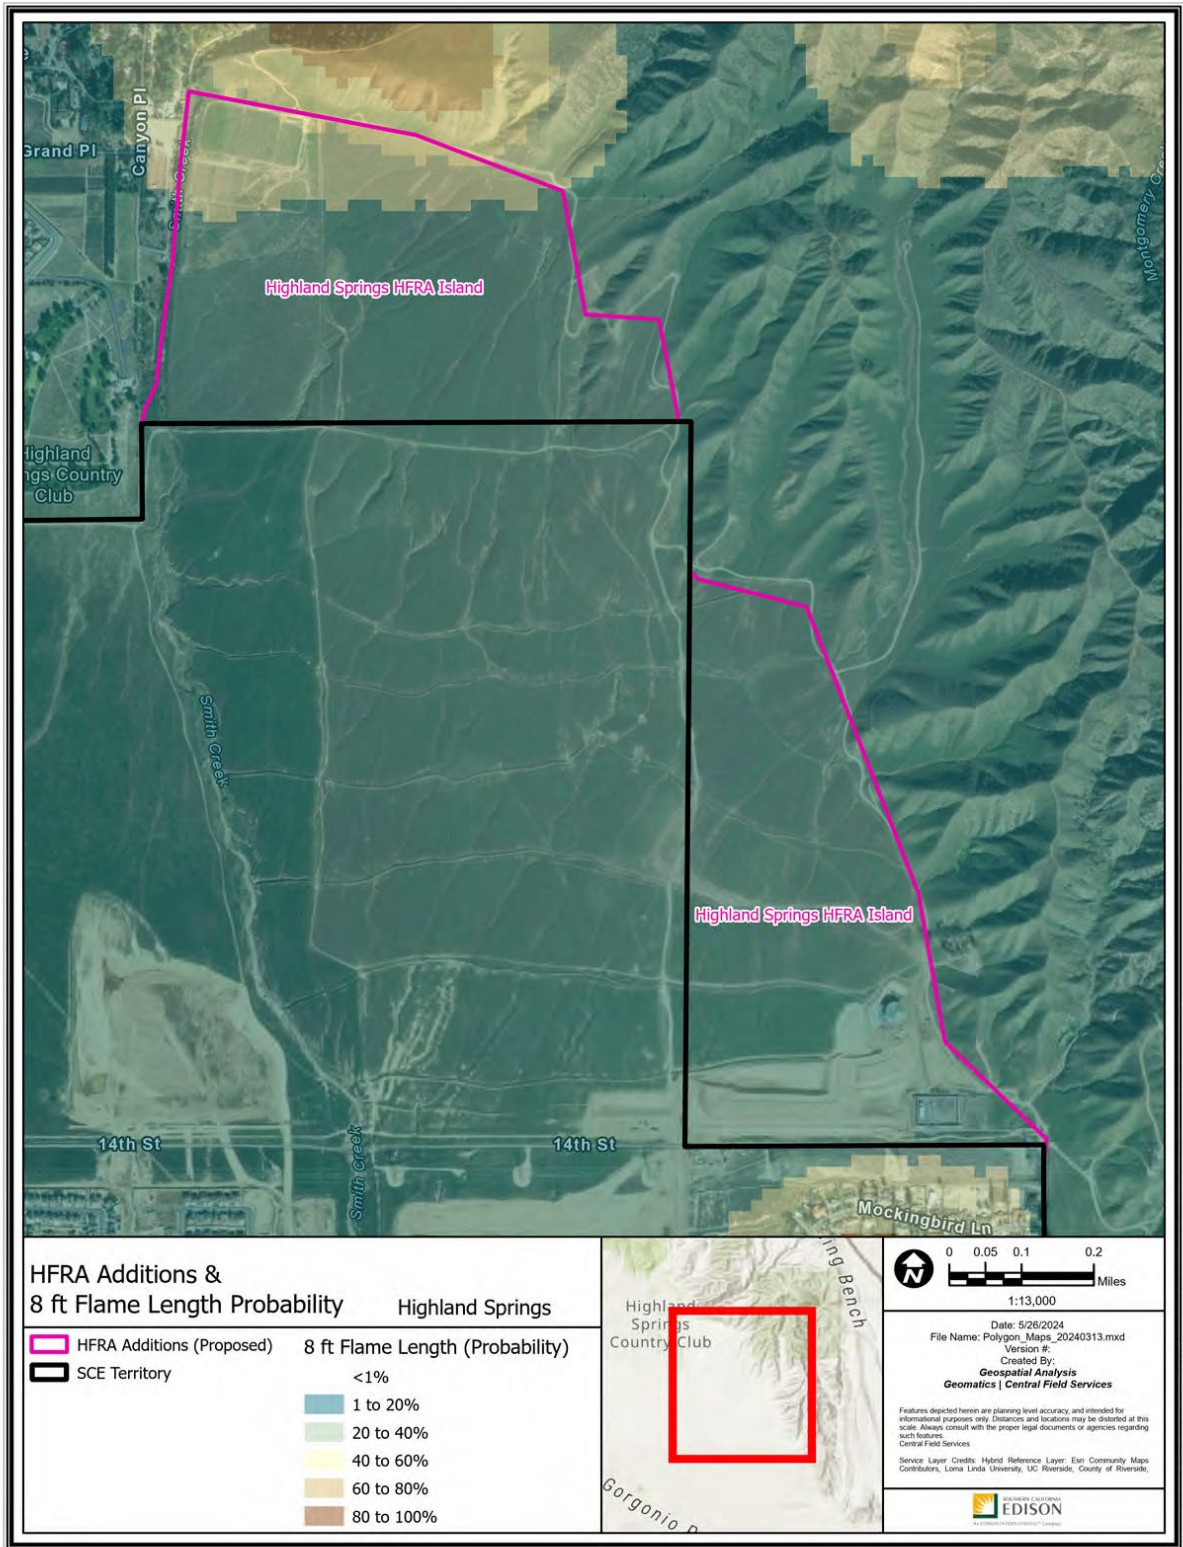 Canyon Pl
Grand Pl
Smith Creek
Montgomery Creek
Highland Springs HFRA Island
Highland
ngs Country
Club
Smith Creek
Highland Springs HFRA Island
14th St
14th St
Smith Creek
Mockingbird Ln
HFRA Additions &
8 ft Flame Length Probability
Highland Springs
HFRA Additions (Proposed)
SCE Territory
8 ft Flame Length (Probability)
<1%
1 to 20%
20 to 40%
40 to 60%
60 to 80%
80 to 100%
ing Bench
Highland
Springs
Country Club
Gorgonio P
N
0 0.05 0.1 0.2
Miles
1:13,000
Date: 5/26/2024
File Name: Polygon_Maps_20240313.mxd
Version #:
Created By:
Geospatial Analysis
Geomatics | Central Field Services
Features depicted herein are planning level accuracy, and intended for
informational purposes only. Distances and locations may be distorted at this
scale. Always consult with the proper legal documents or agencies regarding
such features.
Central Field Services
Service Layer Credits: Hybrid Reference Layer: Esri Community Maps
Contributors, Loma Linda University, UC Riverside, County of Riverside,
SOUTHERN CALIFORNIA
EDISON
An EDISON INTERNATIONAL Company